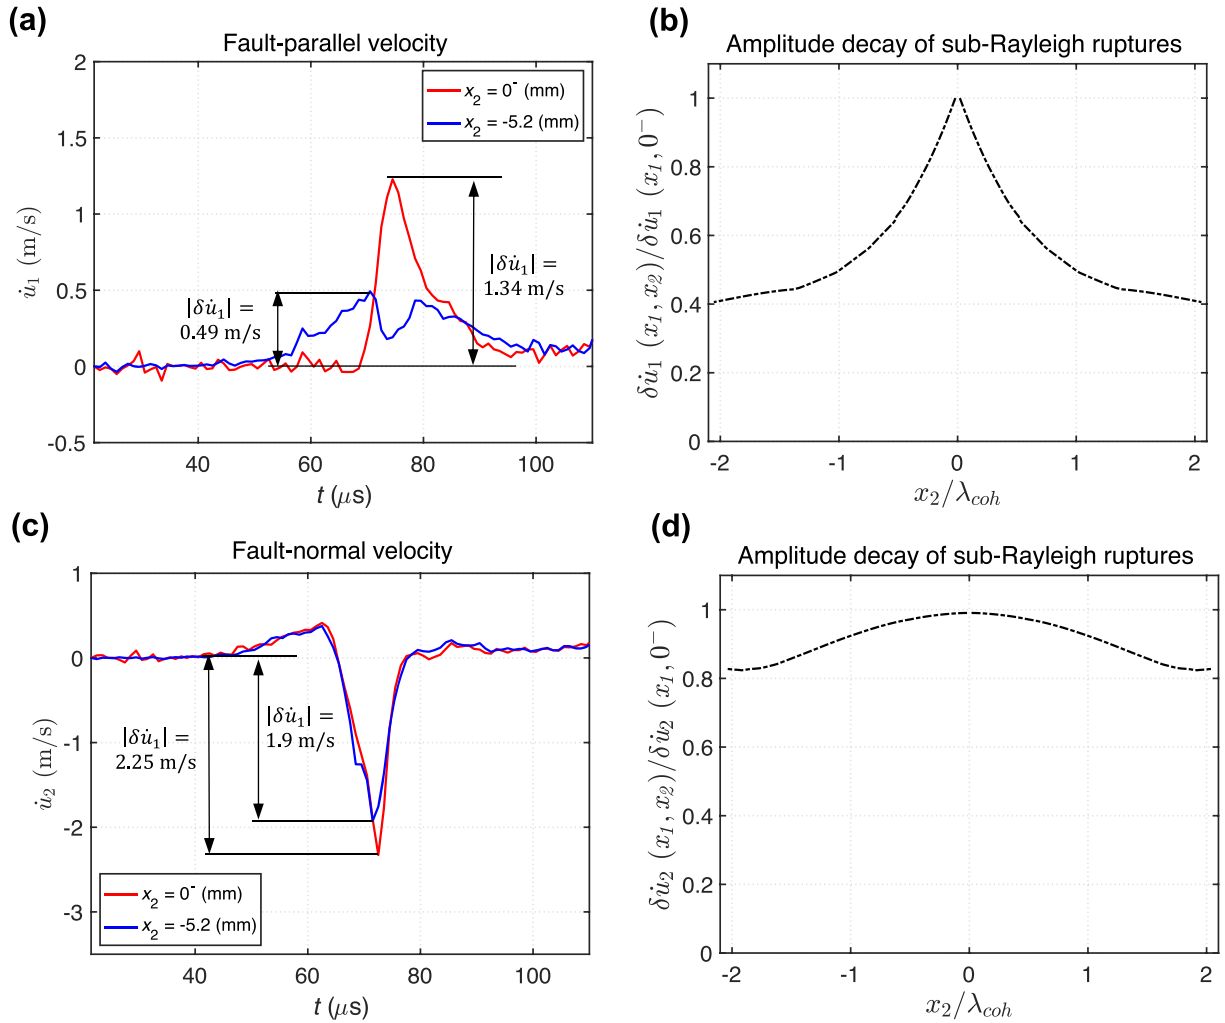 (a)
Fault-parallel velocity
2
1.5
1
0.5
0
-0.5
u̇₁ (m/s)
x₂ = 0⁻ (mm)
x₂ = -5.2 (mm)
|δu̇₁| =
0.49 m/s
|δu̇₁| =
1.34 m/s
40 60 80 100
t (μs)
(b)
Amplitude decay of sub-Rayleigh ruptures
1
0.8
0.6
0.4
0.2
0
δu̇₁ (x₁, x₂)/δu̇₁ (x₁, 0⁻)
-2 -1 0 1 2
x₂/λ_coh
(c)
Fault-normal velocity
1
0
-1
-2
-3
u̇₂ (m/s)
|δu̇₁| =
2.25 m/s
|δu̇₁| =
1.9 m/s
x₂ = 0⁻ (mm)
x₂ = -5.2 (mm)
40 60 80 100
t (μs)
(d)
Amplitude decay of sub-Rayleigh ruptures
1
0.8
0.6
0.4
0.2
0
δu̇₂ (x₁, x₂)/δu̇₂ (x₁, 0⁻)
-2 -1 0 1 2
x₂/λ_coh